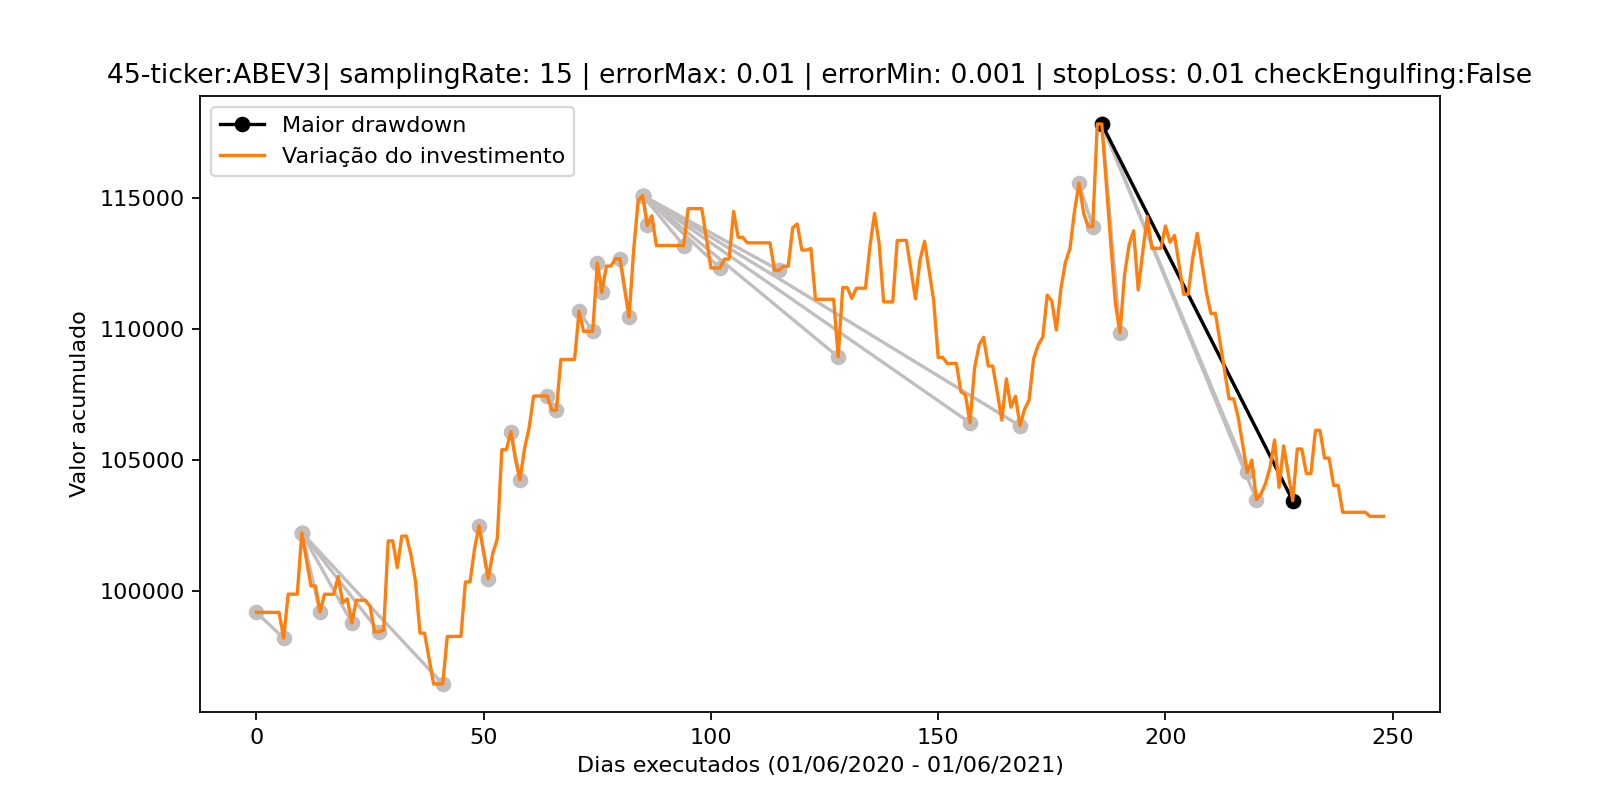 45-ticker:ABEV3| samplingRate: 15 | errorMax: 0.01 | errorMin: 0.001 | stopLoss: 0.01 checkEngulfing:False
Maior drawdown
Variação do investimento
Valor acumulado
115000
110000
105000
100000
0 50 100 150 200 250
Dias executados (01/06/2020 - 01/06/2021)